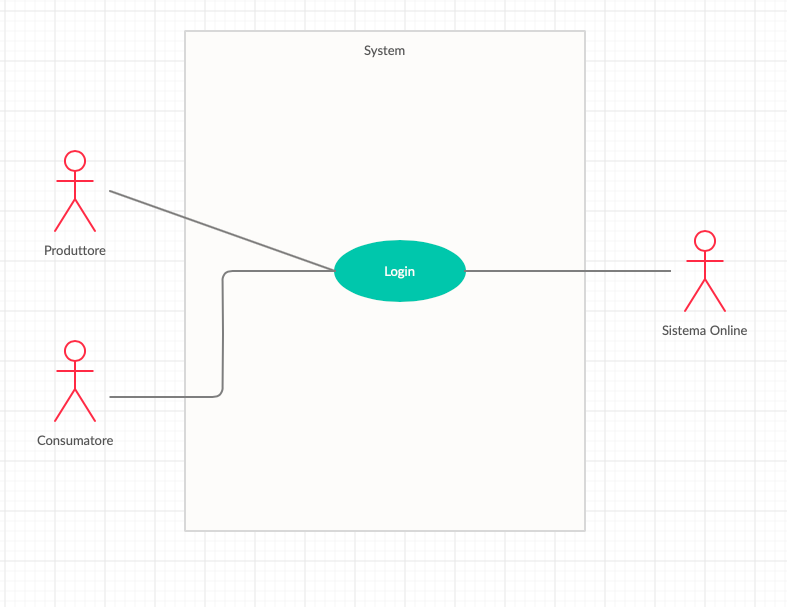 System
Produttore
Login
Sistema Online
Consumatore